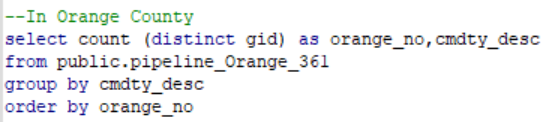 --In Orange County
select count (distinct gid) as orange_no,cmdty_desc
from public.pipeline_Orange_361
group by cmdty_desc
order by orange_no